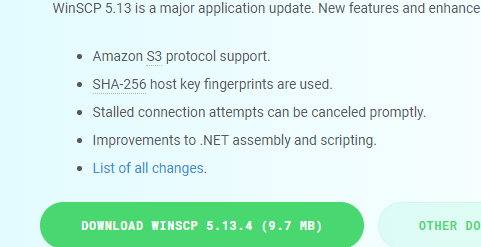 WinSCP 5.13 is a major application update. New features and enhance
Amazon S3 protocol support.
SHA-256 host key fingerprints are used.
Stalled connection attempts can be canceled promptly.
Improvements to .NET assembly and scripting.
List of all changes.
DOWNLOAD WINSCP 5.13.4 (9.7 MB)
OTHER DO